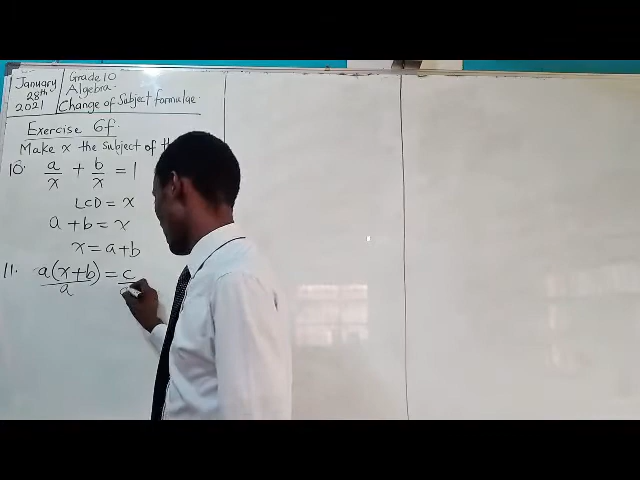 January 28th 2021
Grade 10
Algebra.
Change of Subject formulae.
Exercise 6f.
Make x the subject of the
10. a/x + b/x = 1
LCD = x
a + b = x
x = a + b
11. a(x+b)/a = c/